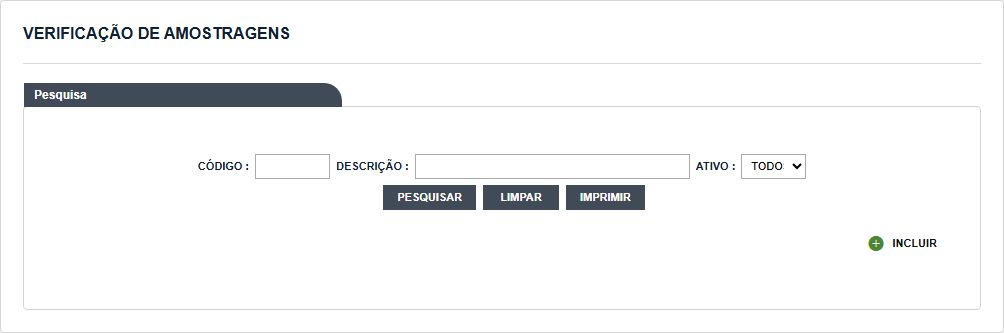 VERIFICAÇÃO DE AMOSTRAGENS
Pesquisa
CÓDIGO : DESCRIÇÃO : ATIVO : TODO
PESQUISAR LIMPAR IMPRIMIR
INCLUIR